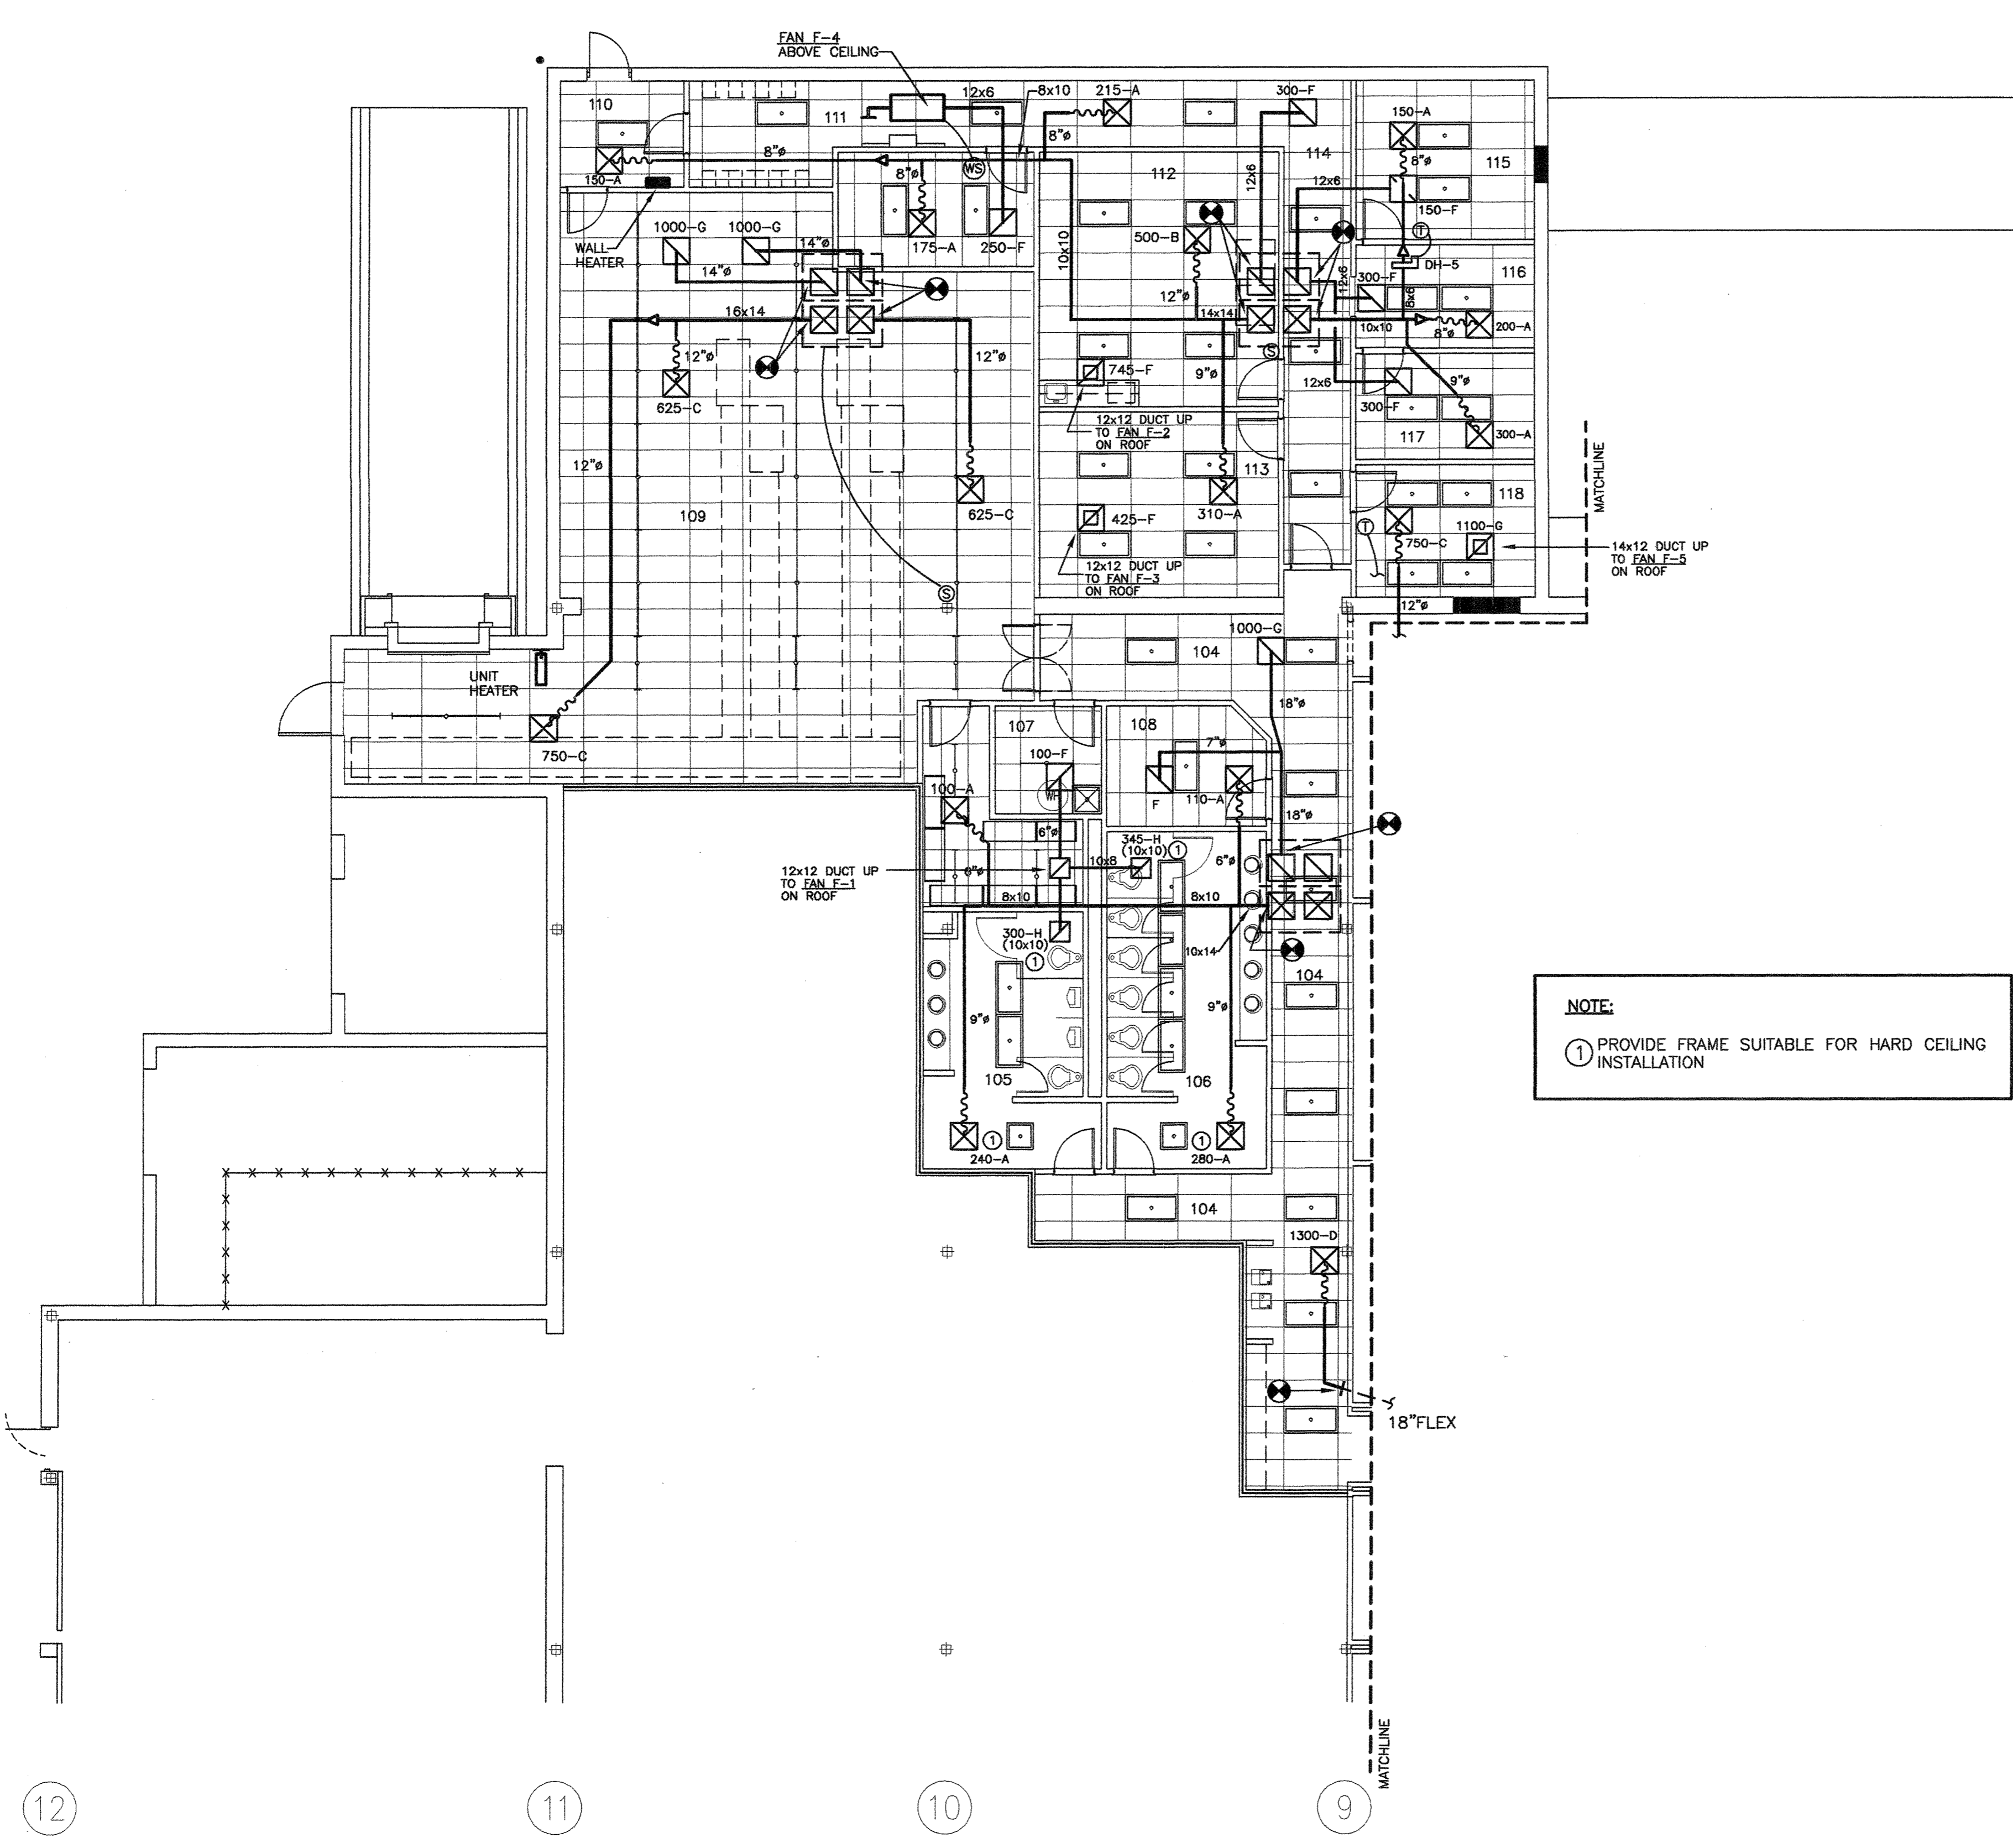 FAN F-4
ABOVE CEILING
110
111
12x6
8x10
215-A
300-F
150-A
115
8"ø
8"ø
8"ø
8"ø
150-A
WS
112
114
12x6
12x6
150-F
WALL
HEATER
1000-G
1000-G
14"ø
14"ø
175-A
250-F
10x10
500-B
T
DH-5
116
300-F
12x6
8x6
12"ø
14x14
10x10
8"ø
200-A
16x14
12"ø
12"ø
S
625-C
745-F
9"ø
12x6
9"ø
300-F
117
300-A
12x12 DUCT UP
TO FAN F-2
ON ROOF
MATCHLINE
12"ø
109
625-C
113
310-A
425-F
118
T
1100-G
750-C
14x12 DUCT UP
TO FAN F-5
ON ROOF
12x12 DUCT UP
TO FAN F-3
ON ROOF
S
12"ø
1000-G
104
UNIT
HEATER
18"ø
750-C
107
108
7"ø
100-F
WH
100-A
F
110-A
18"ø
6"ø
345-H
(10x10)
1
10x8
6"ø
12x12 DUCT UP
TO FAN F-1
ON ROOF
6"ø
8x10
8x10
300-H
(10x10)
1
10x14
104
NOTE:
1 PROVIDE FRAME SUITABLE FOR HARD CEILING
INSTALLATION
9"ø
9"ø
105
106
1
1
240-A
280-A
104
1300-D
18"FLEX
MATCHLINE
12
11
10
9